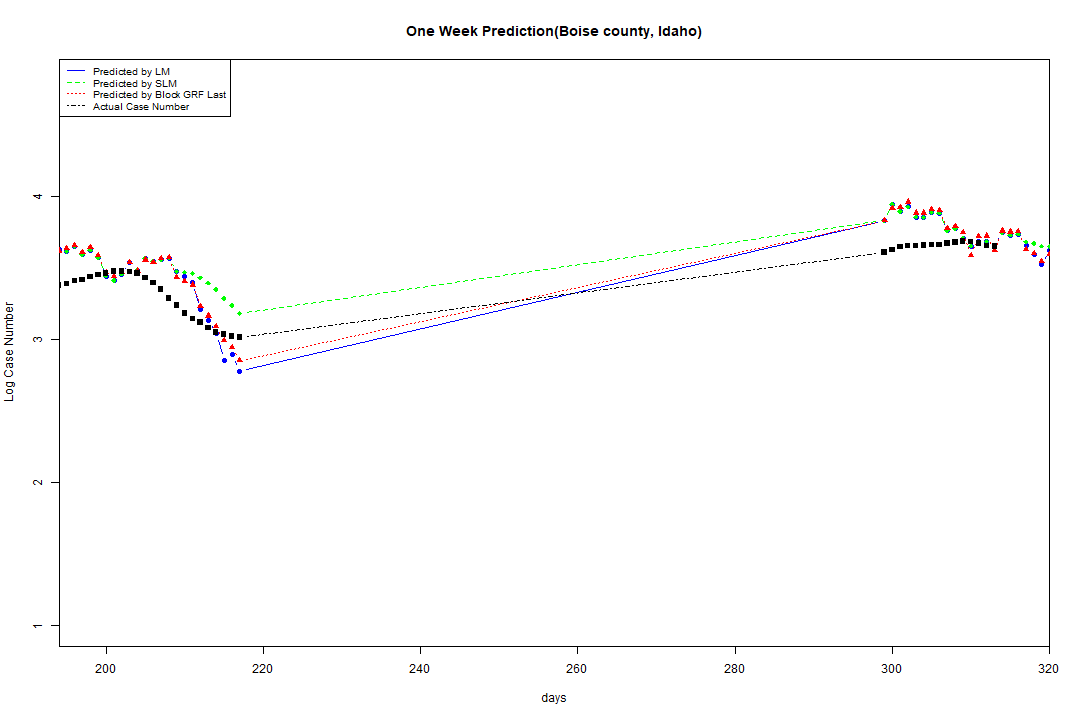 One Week Prediction(Boise county, Idaho)
Predicted by LM
Predicted by SLM
Predicted by Block GRF Last
Actual Case Number
Log Case Number
4
3
2
1
200
220
240
260
280
300
320
days